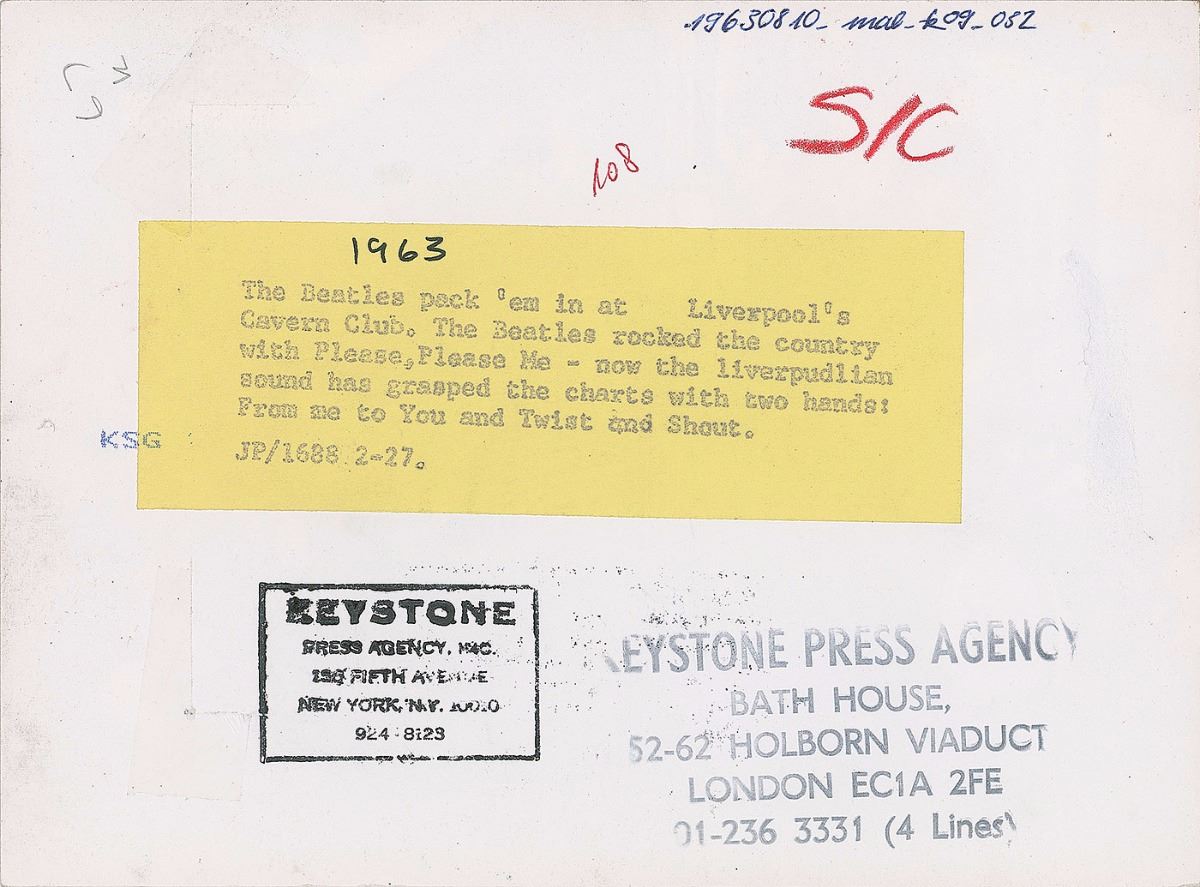 19630810_ mal_k09_032
S/C
108
1963
The Beatles pack 'em in at Liverpool's
Cavern Club. The Beatles rocked the country
with Please,Please Me - now the liverpudlian
sound has grasped the charts with two hands:
From me to You and Twist and Shout.
KSG
JP/1688 2-27.
KEYSTONE
PRESS AGENCY, INC.
FIFTH AVENUE
NEW YORK, N.Y. 10010
924-8123
KEYSTONE PRESS AGENCY
BATH HOUSE,
52-62 HOLBORN VIADUCT
LONDON EC1A 2FE
01-236 3331 (4 Lines)